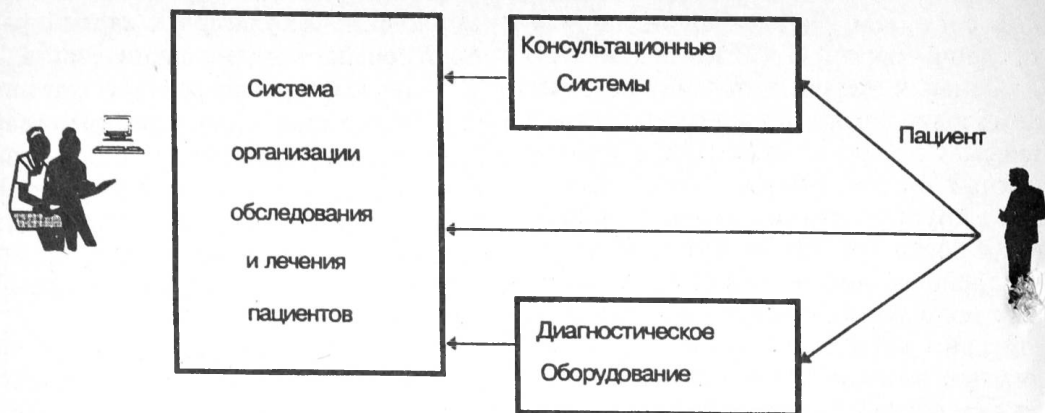 Система
организации
обследования
и лечения
пациентов
Консультационные
Системы
Пациент
Диагностическое
Оборудование